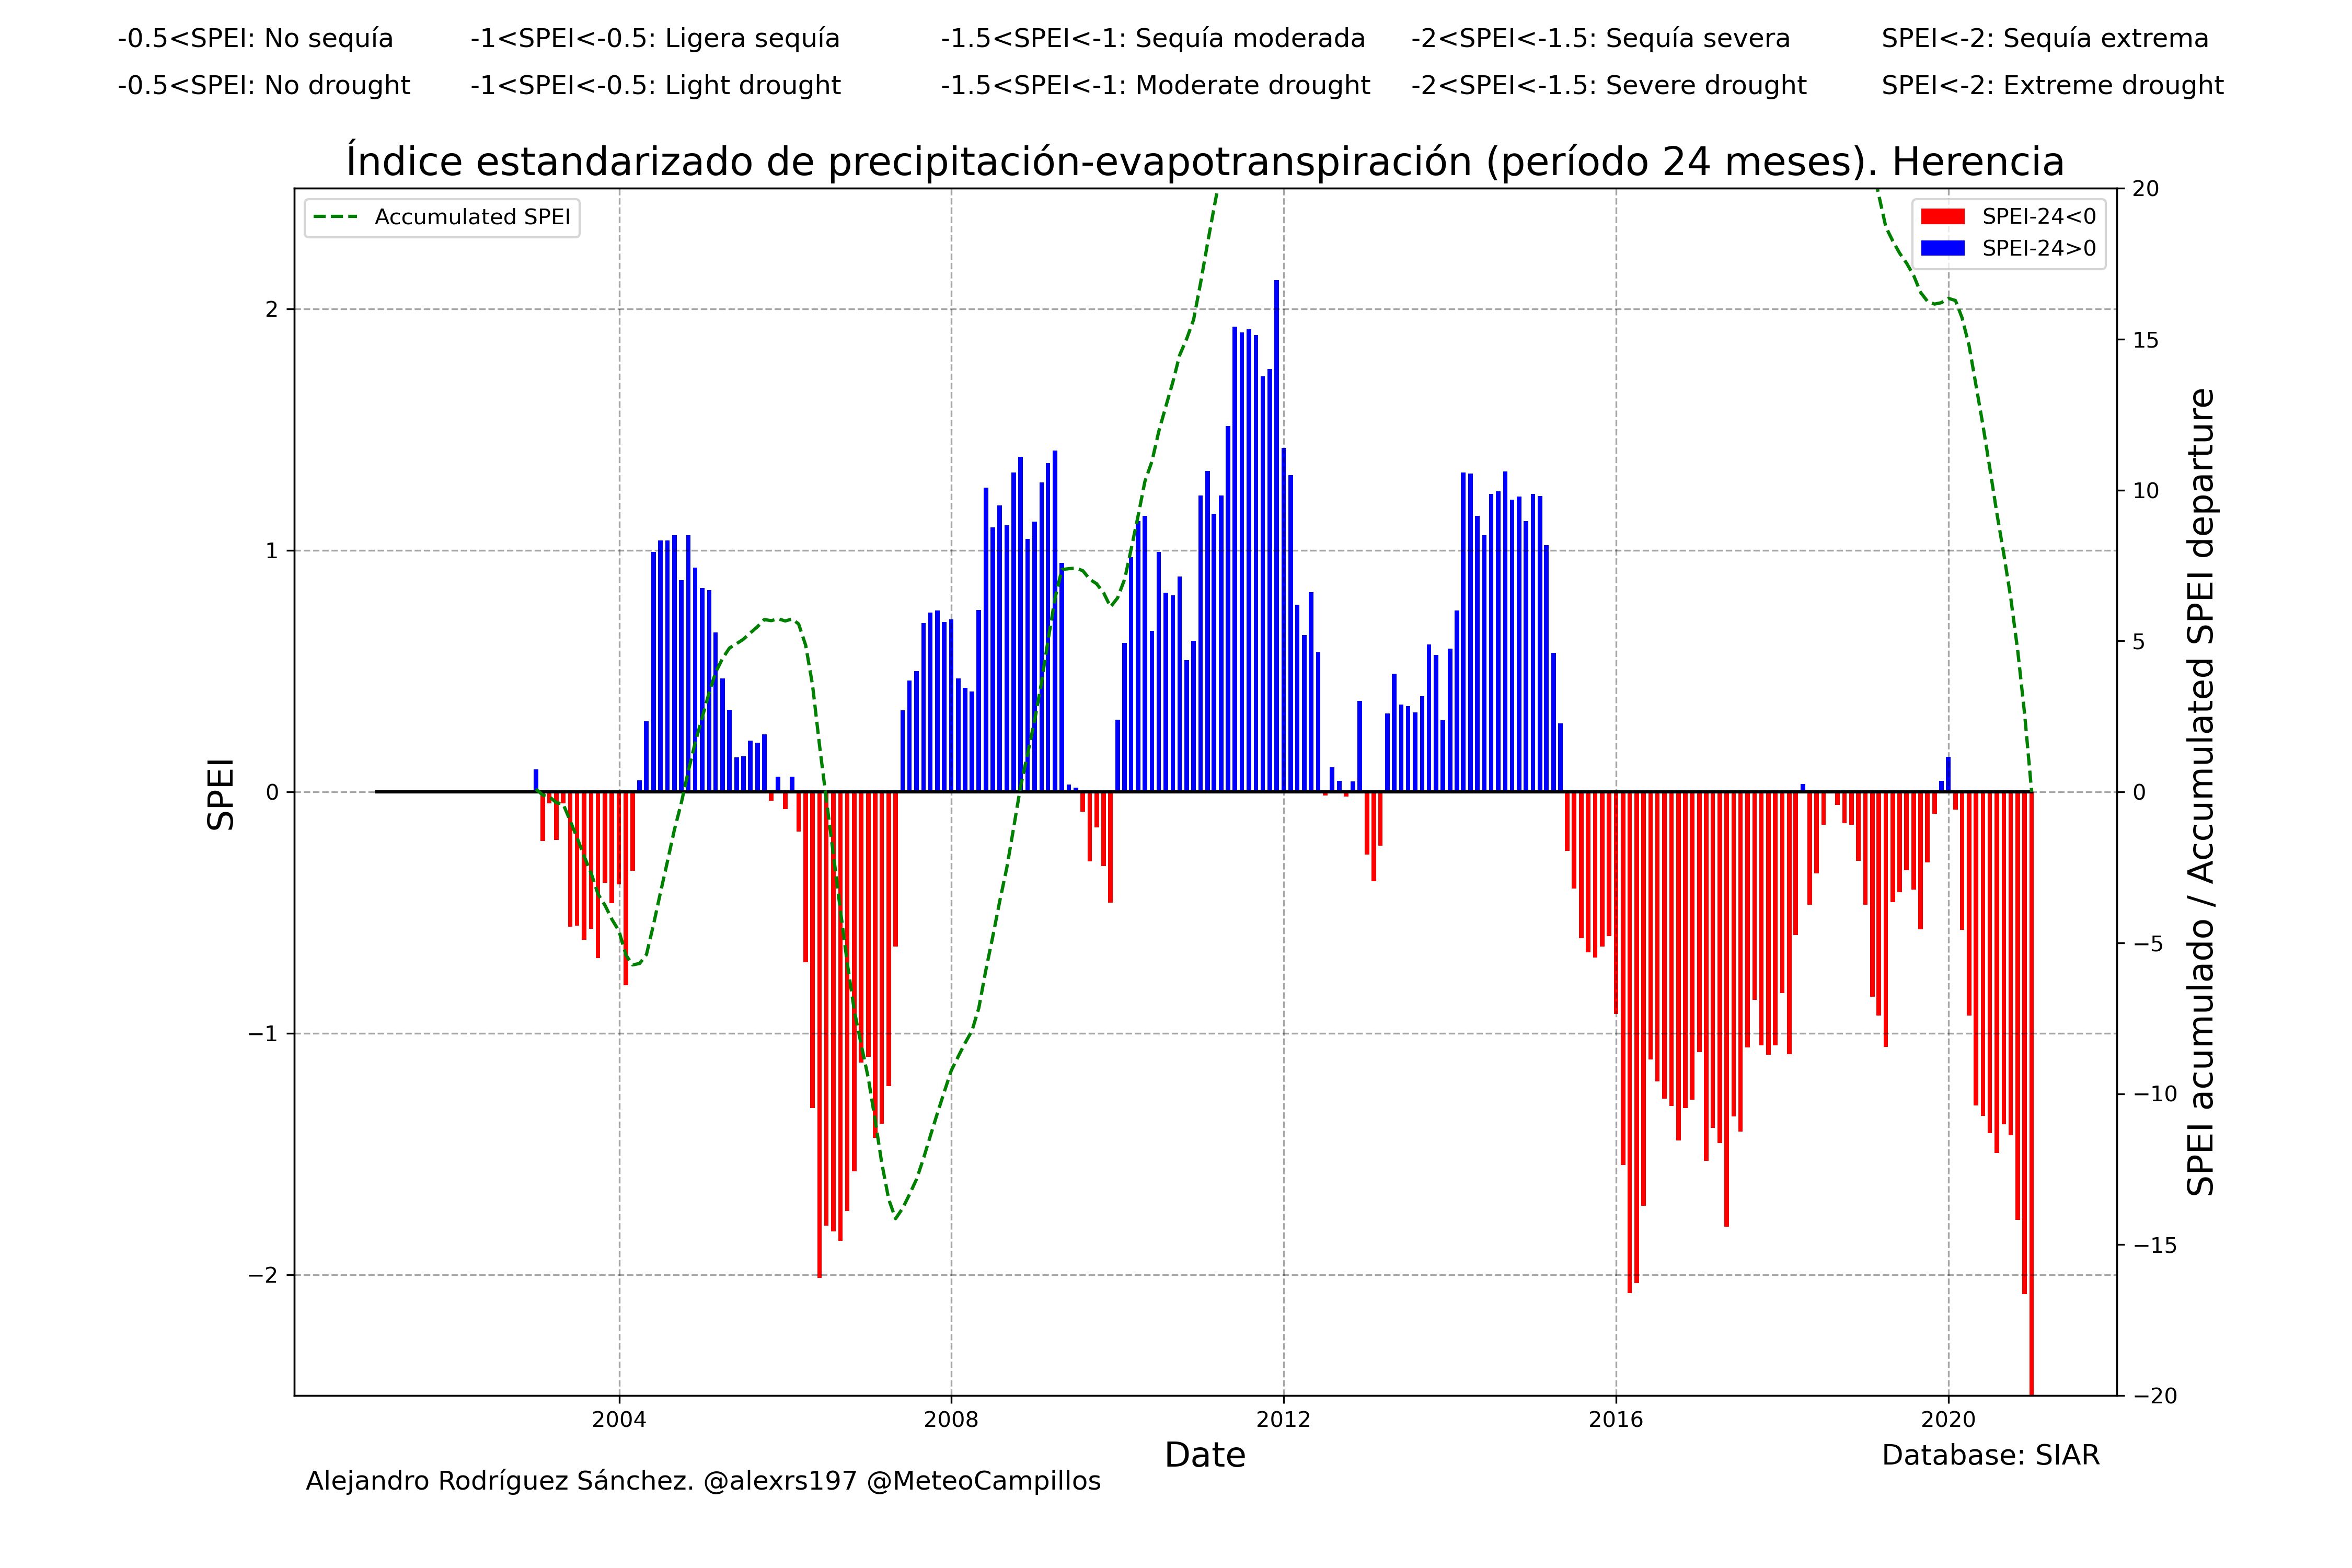 -0.5<SPEI: No sequía -1<SPEI<-0.5: Ligera sequía -1.5<SPEI<-1: Sequía moderada -2<SPEI<-1.5: Sequía severa SPEI<-2: Sequía extrema
-0.5<SPEI: No drought -1<SPEI<-0.5: Light drought -1.5<SPEI<-1: Moderate drought -2<SPEI<-1.5: Severe drought SPEI<-2: Extreme drought
Índice estandarizado de precipitación-evapotranspiración (período 24 meses). Herencia
Accumulated SPEI
SPEI-24<0
SPEI-24>0
SPEI
2
1
0
−1
−2
20
15
10
5
0
−5
−10
−15
−20
SPEI acumulado / Accumulated SPEI departure
2004 2008 2012 2016 2020
Date
Database: SIAR
Alejandro Rodríguez Sánchez. @alexrs197 @MeteoCampillos